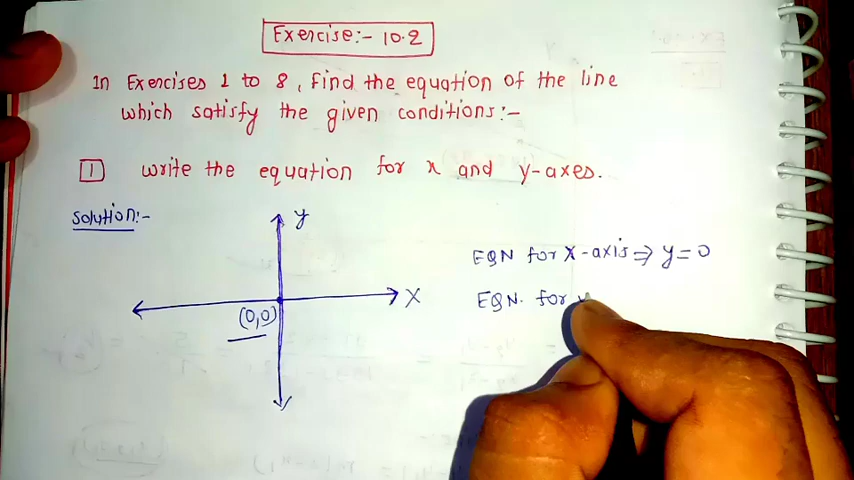 Exercise:- 10.2
In Exercises 1 to 8, find the equation of the line
which satisfy the given conditions:-
1 write the equation for x and y-axes.
Solution:-
Y
EQN for X-axis ⇒ y=0
X
EQN. for
(0,0)